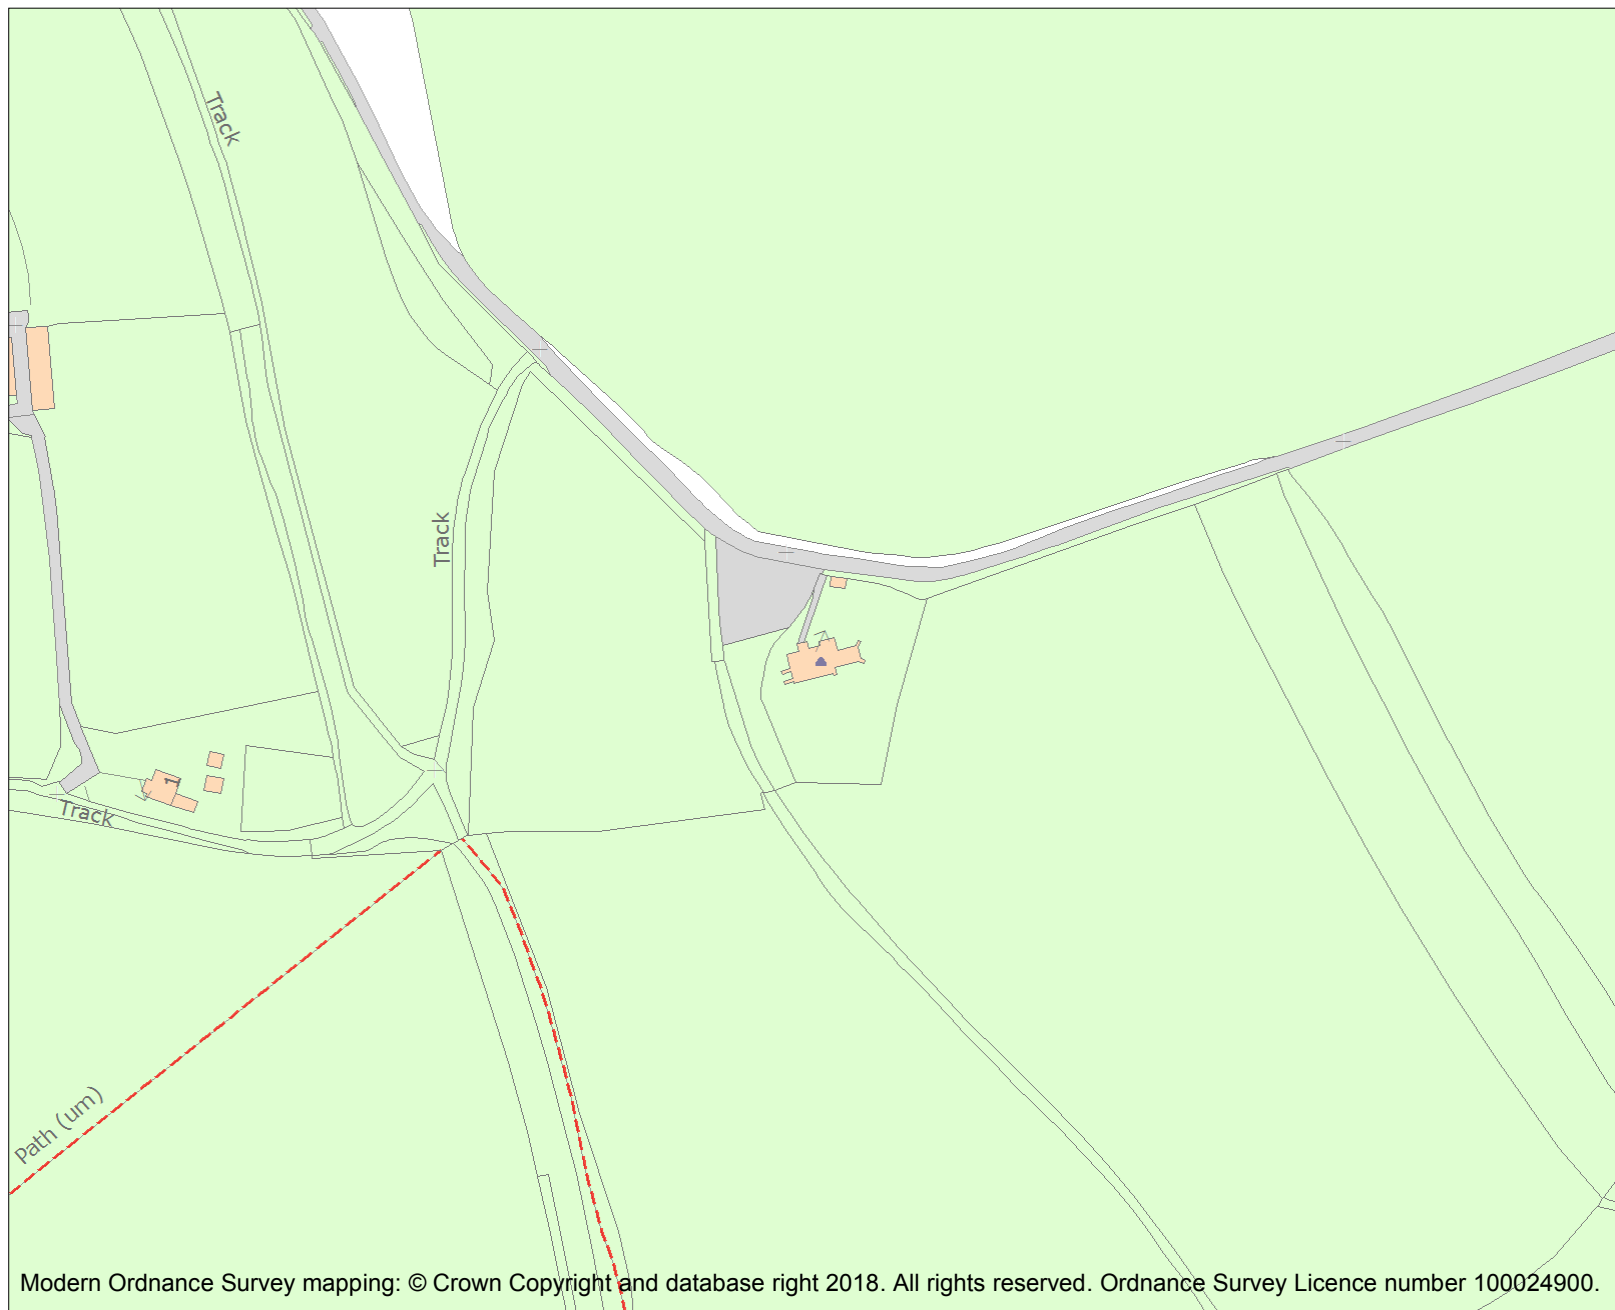 Track
Track
1
Track
Path (um)
Modern Ordnance Survey mapping: © Crown Copyright and database right 2018. All rights reserved. Ordnance Survey Licence number 100024900.